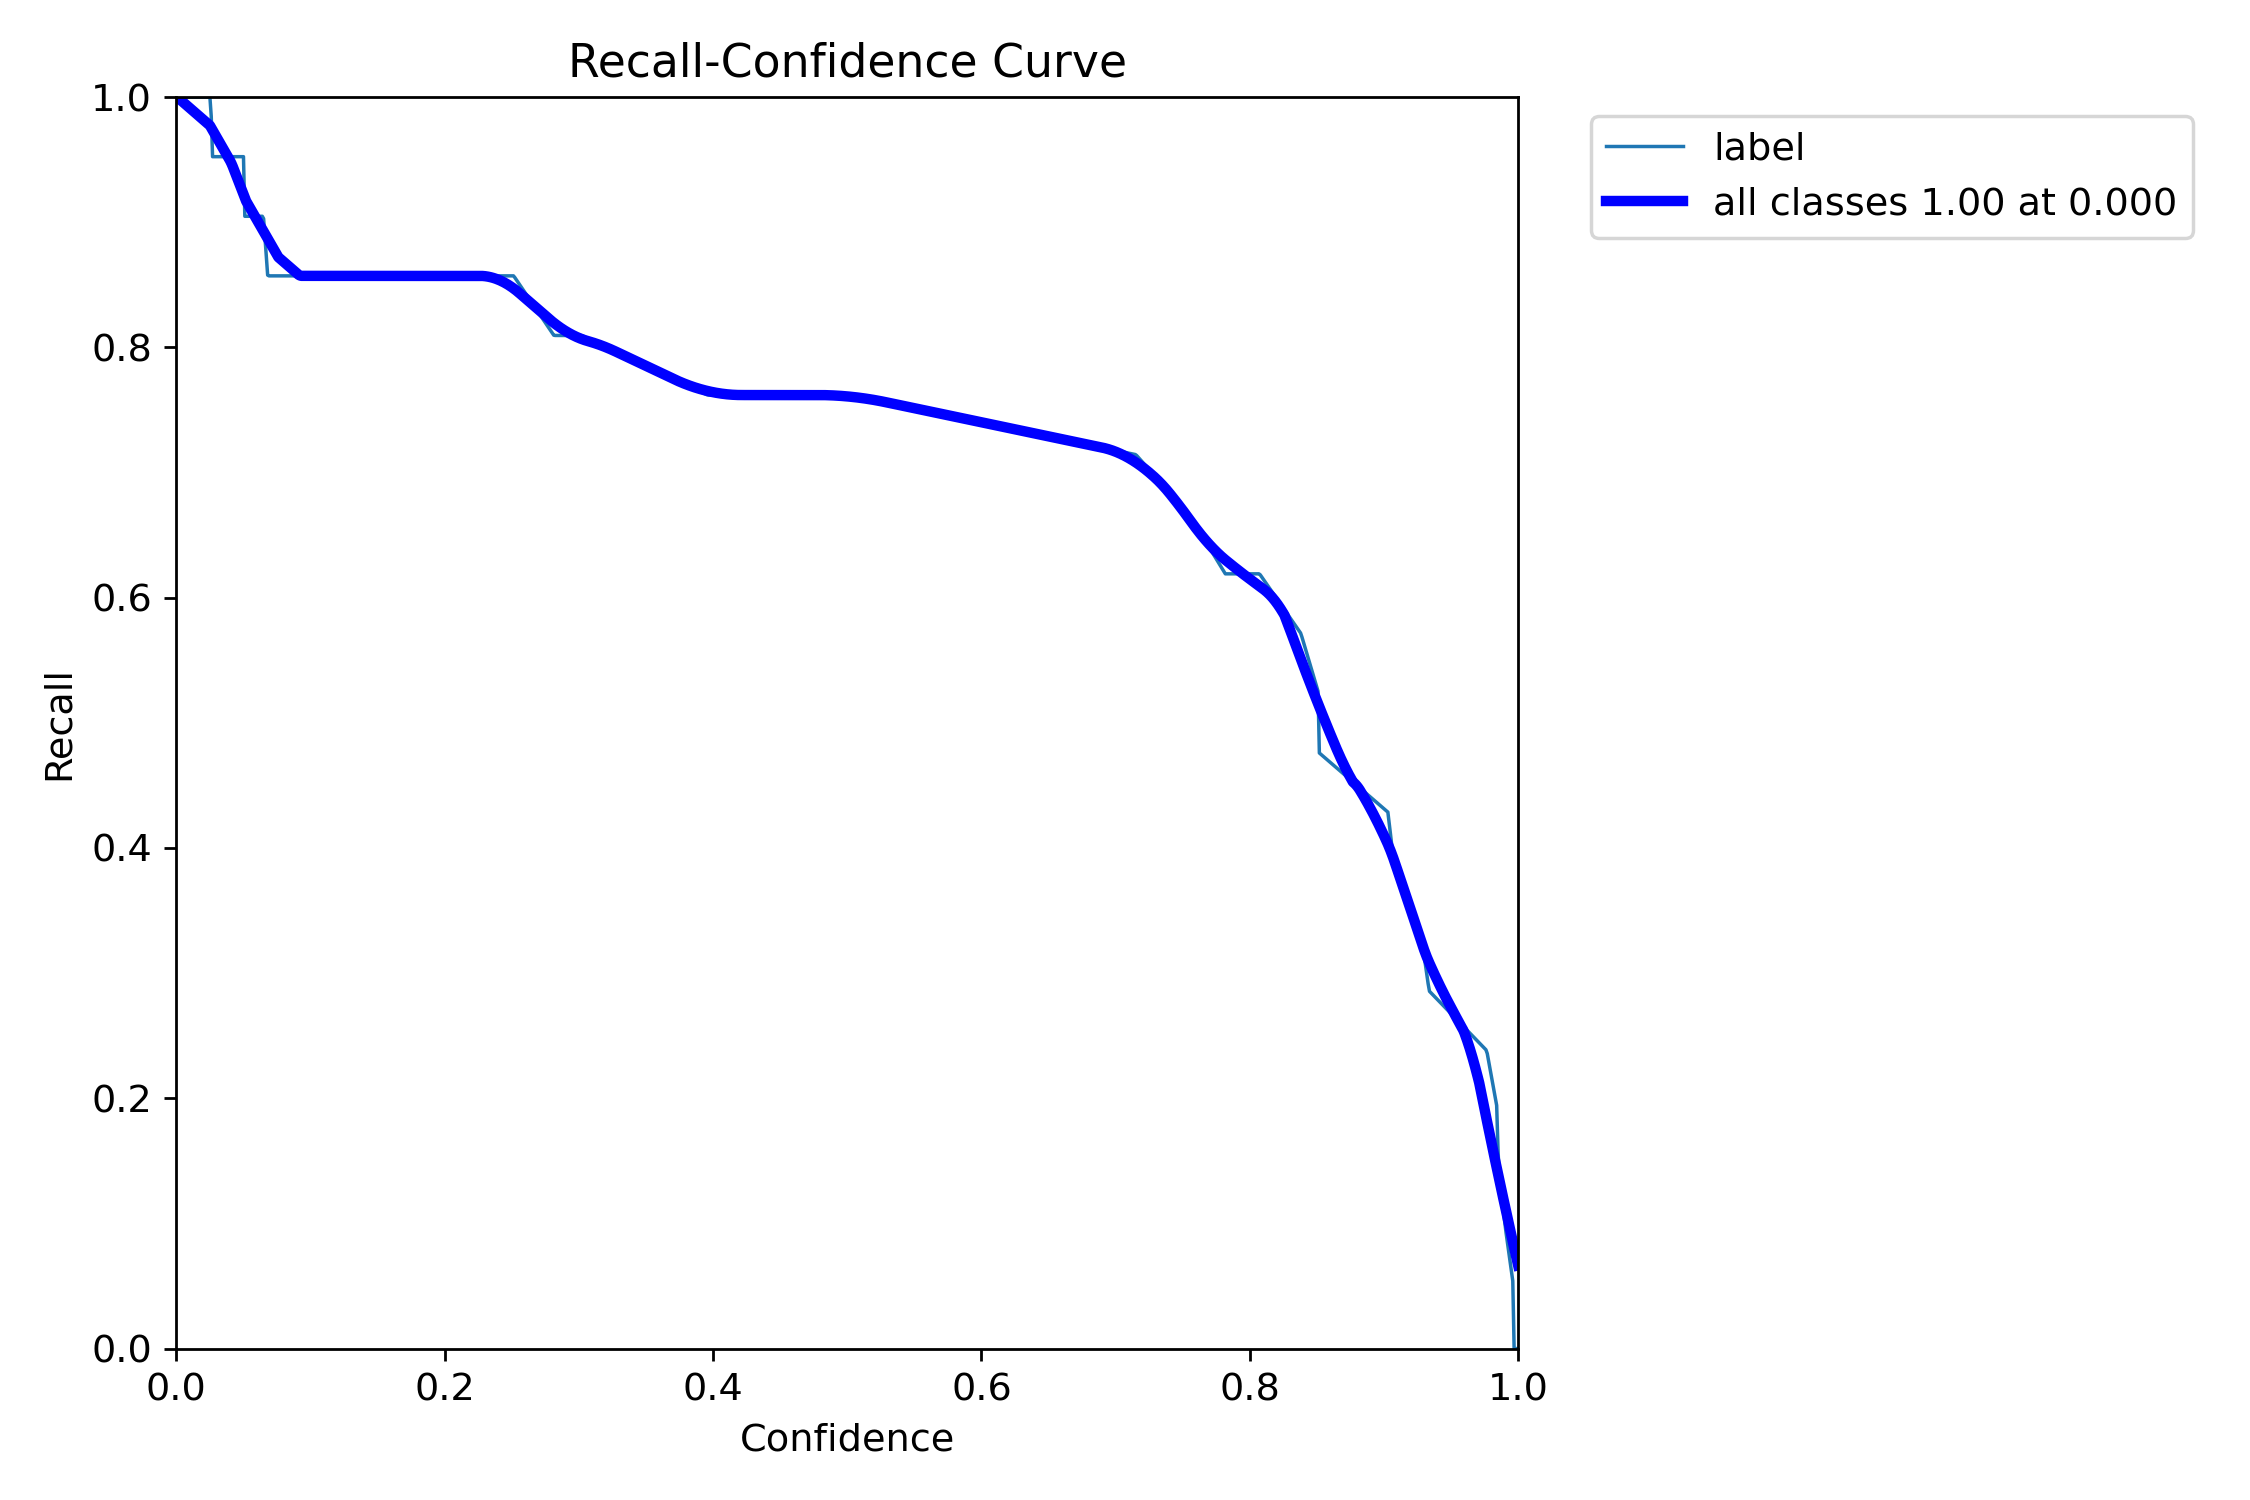 Recall-Confidence Curve
1.0
0.8
0.6
0.4
0.2
0.0
Recall
0.0 0.2 0.4 0.6 0.8 1.0
Confidence
label
all classes 1.00 at 0.000